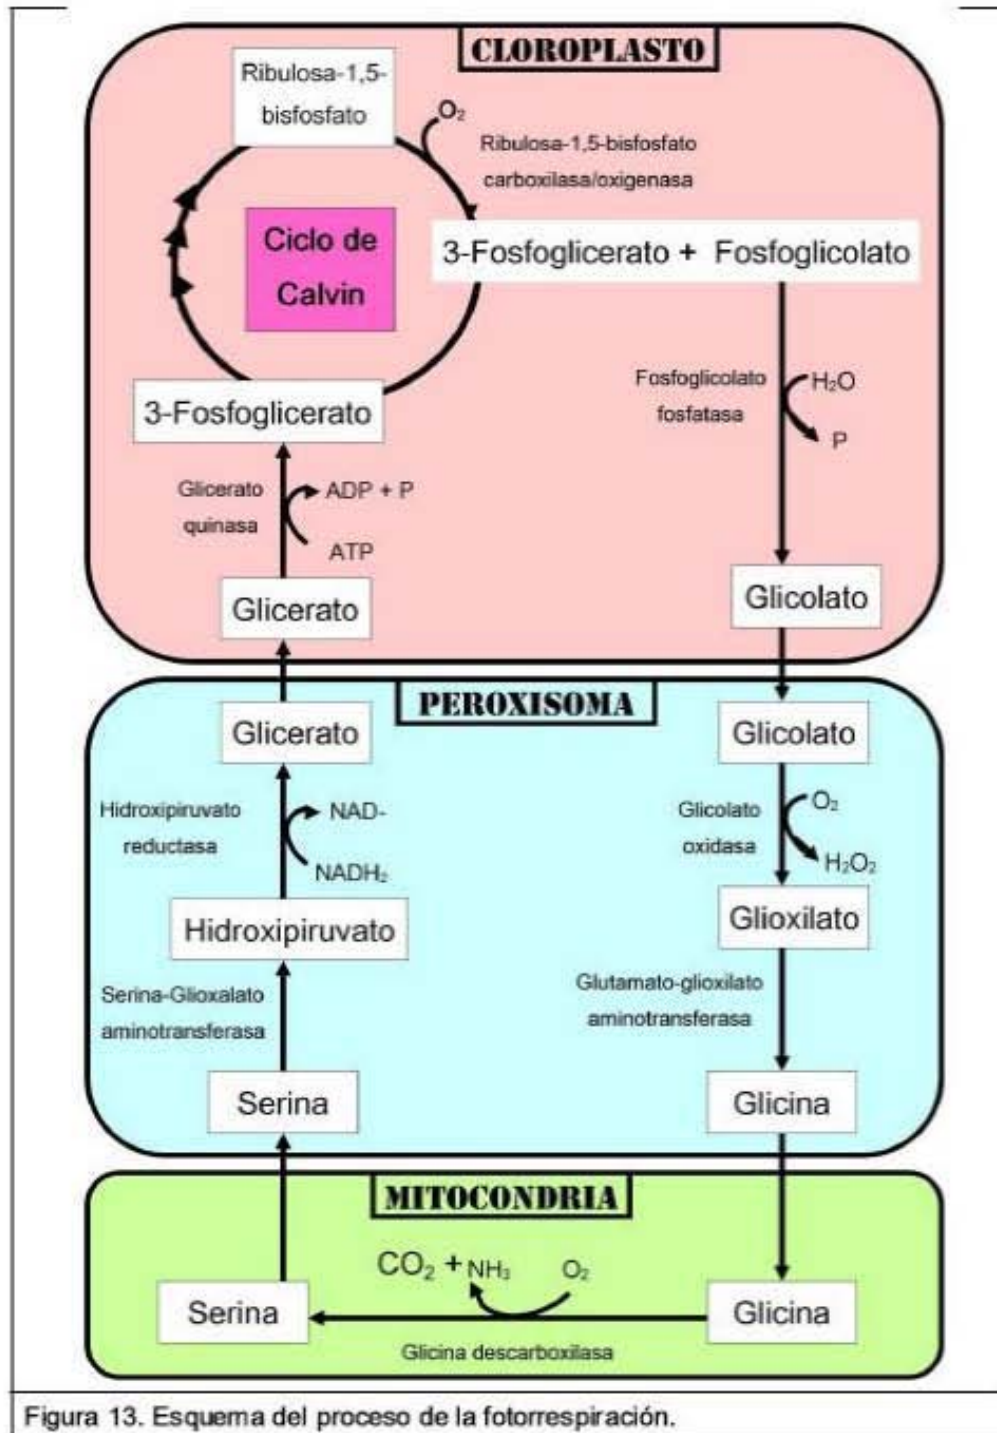 CLOROPLASTO
Ribulosa-1,5-
bisfosfato
O₂
Ribulosa-1,5-bisfosfato
carboxilasa/oxigenasa
Ciclo de
Calvin
3-Fosfoglicerato + Fosfoglicolato
3-Fosfoglicerato
Fosfoglicolato
fosfatasa
H₂O
P
Glicerato
quinasa
ADP + P
ATP
Glicerato
Glicolato
PEROXISOMA
Glicerato
Glicolato
Hidroxipiruvato
reductasa
NAD-
NADH₂
Glicolato
oxidasa
O₂
H₂O₂
Hidroxipiruvato
Glioxilato
Serina-Glioxalato
aminotransferasa
Glutamato-glioxilato
aminotransferasa
Serina
Glicina
MITOCONDRIA
CO₂ + NH₃
O₂
Serina
Glicina
Glicina descarboxilasa
Figura 13. Esquema del proceso de la fotorrespiración.